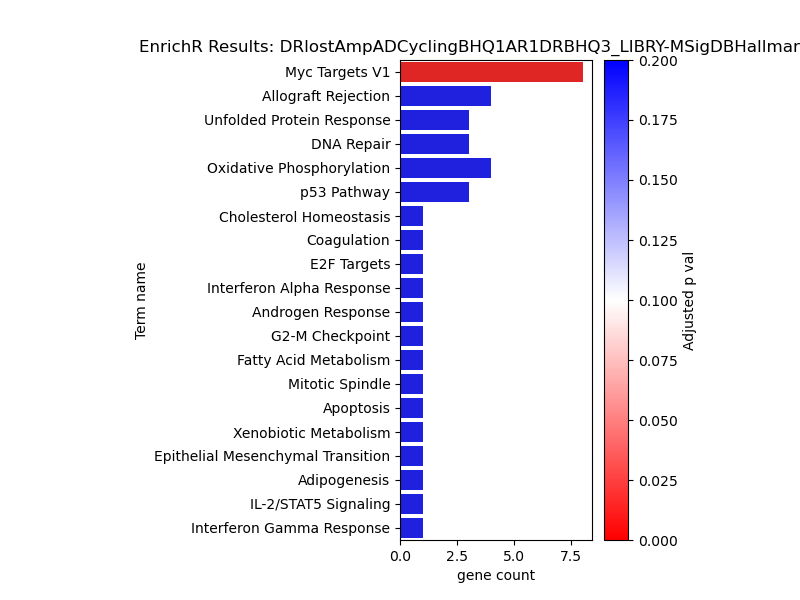 EnrichR Results: DRlostAmpADCyclingBHQ1AR1DRBHQ3_LIBRY-MSigDBHallmar
Myc Targets V1
Allograft Rejection
Unfolded Protein Response
DNA Repair
Oxidative Phosphorylation
p53 Pathway
Cholesterol Homeostasis
Coagulation
E2F Targets
Interferon Alpha Response
Androgen Response
G2-M Checkpoint
Fatty Acid Metabolism
Mitotic Spindle
Apoptosis
Xenobiotic Metabolism
Epithelial Mesenchymal Transition
Adipogenesis
IL-2/STAT5 Signaling
Interferon Gamma Response
Term name
0.0 2.5 5.0 7.5
gene count
0.200
0.175
0.150
0.125
0.100
0.075
0.050
0.025
0.000
Adjusted p val